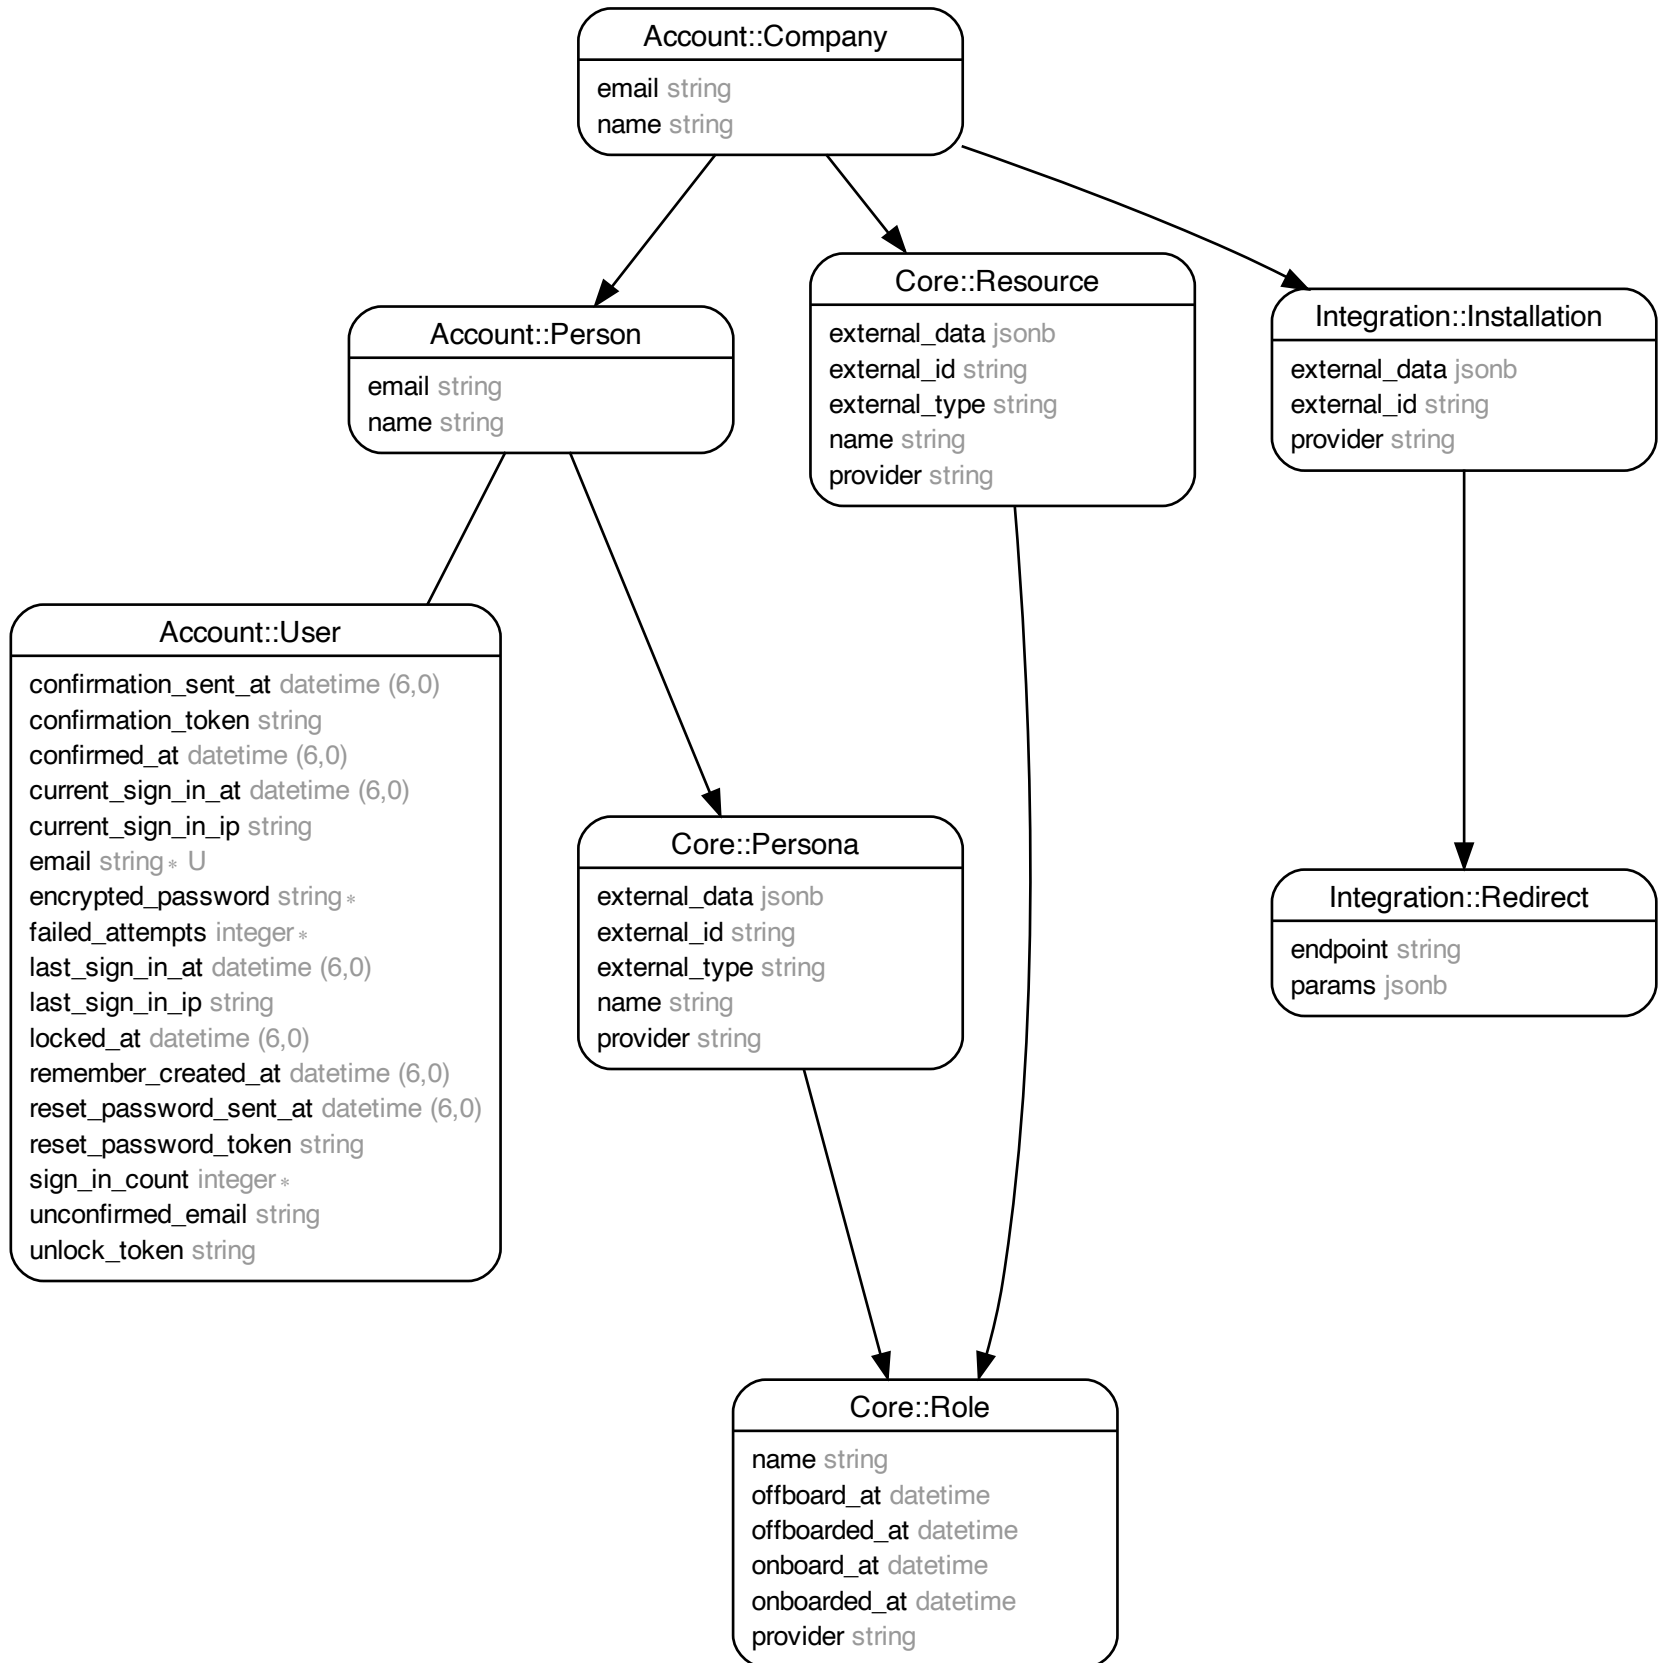 Account::Company
email string
name string
Account::Person
email string
name string
Core::Resource
external_data jsonb
external_id string
external_type string
name string
provider string
Integration::Installation
external_data jsonb
external_id string
provider string
Account::User
confirmation_sent_at datetime (6,0)
confirmation_token string
confirmed_at datetime (6,0)
current_sign_in_at datetime (6,0)
current_sign_in_ip string
email string∗ U
encrypted_password string∗
failed_attempts integer∗
last_sign_in_at datetime (6,0)
last_sign_in_ip string
locked_at datetime (6,0)
remember_created_at datetime (6,0)
reset_password_sent_at datetime (6,0)
reset_password_token string
sign_in_count integer∗
unconfirmed_email string
unlock_token string
Core::Persona
external_data jsonb
external_id string
external_type string
name string
provider string
Integration::Redirect
endpoint string
params jsonb
Core::Role
name string
offboard_at datetime
offboarded_at datetime
onboard_at datetime
onboarded_at datetime
provider string